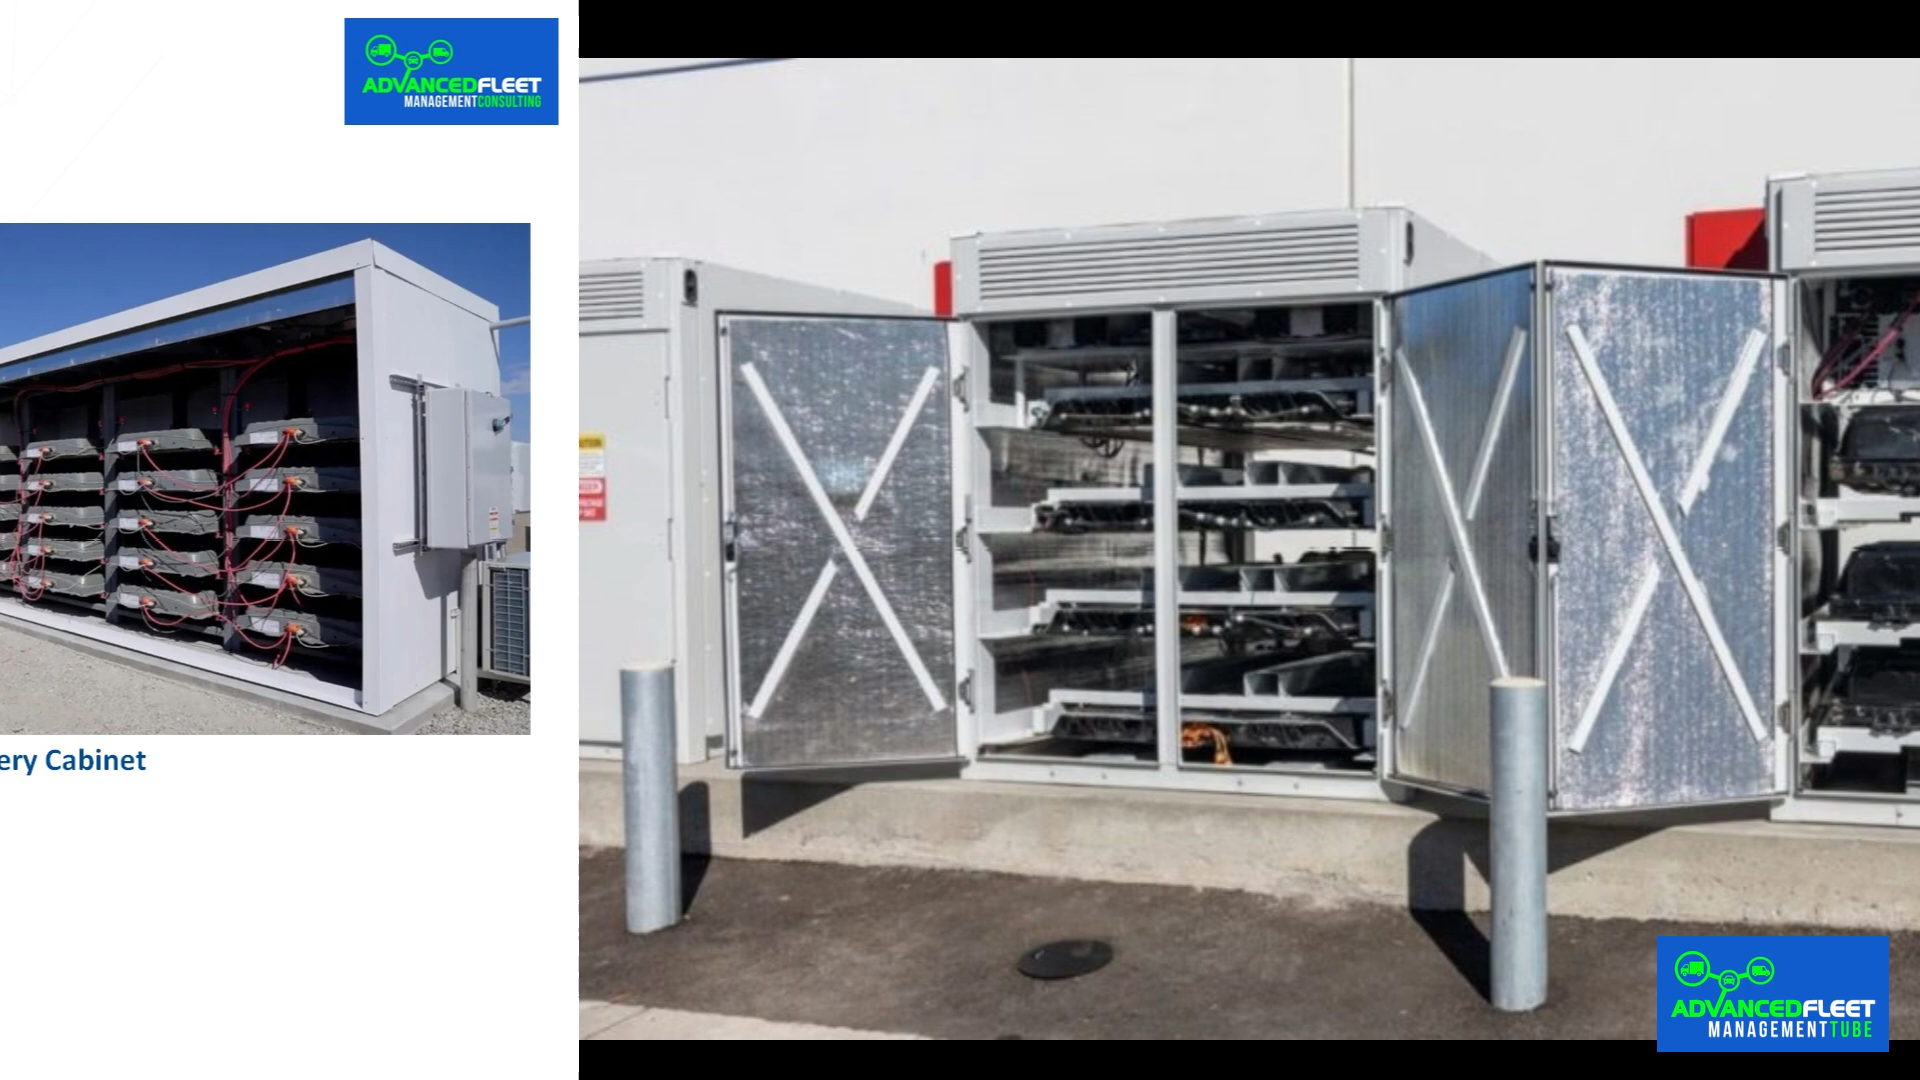 ADVANCEDFLEET
MANAGEMENTCONSULTING
ery Cabinet
ADVANCEDFLEET
MANAGEMENTTUBE